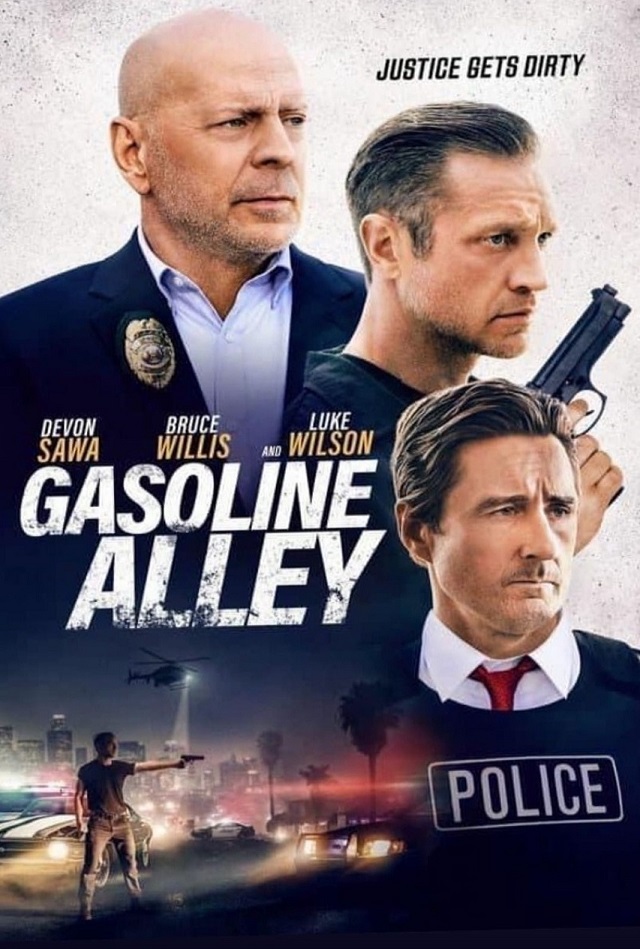 JUSTICE GETS DIRTY
DEVON SAWA
BRUCE WILLIS
AND LUKE WILSON
GASOLINE
ALLEY
POLICE